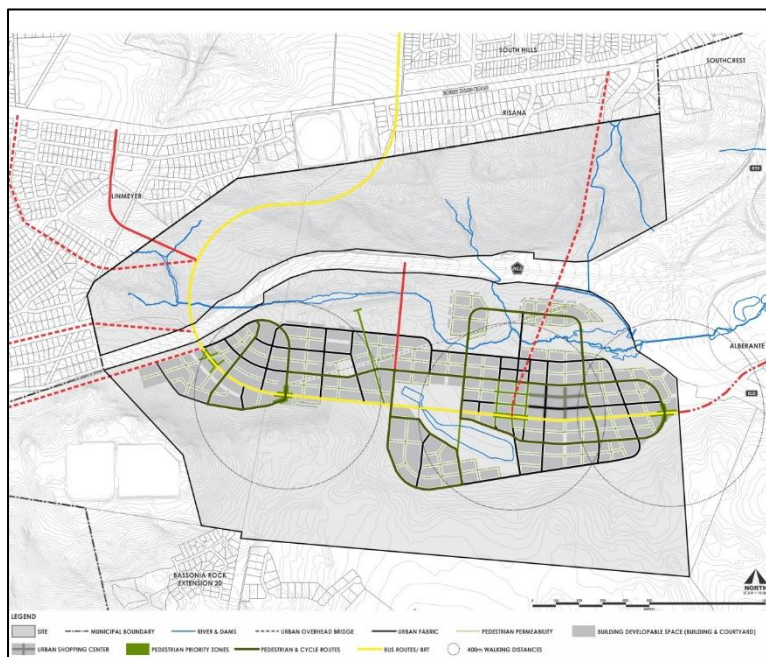 SOUTH HILLS
SOUTHCREST
RISANA
LINMEYER
N12
ALBERANTE
BASSONIA ROCK
EXTENSION 20
NORTH
LEGEND
SITE
MUNICIPAL BOUNDARY
RIVER & DAMS
URBAN OVERHEAD BRIDGE
URBAN FABRIC
PEDESTRIAN PERMEABILITY
BUILDING DEVELOPABLE SPACE (BUILDING & COURTYARD)
URBAN SHOPPING CENTER
PEDESTRIAN PRIORITY ZONES
PEDESTRIAN & CYCLE ROUTES
BUS ROUTES/ BRT
400m WALKING DISTANCES